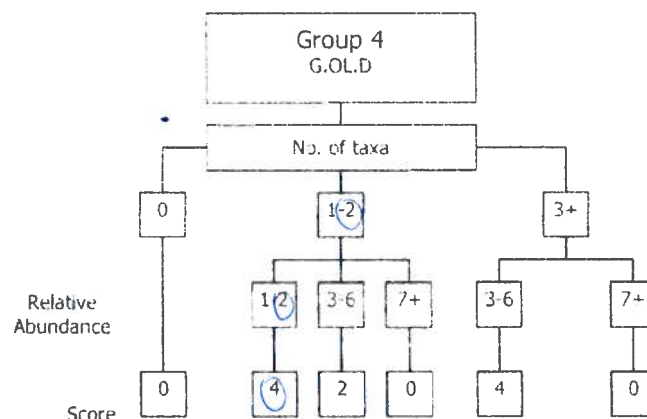 Group 4
G.OL.D
No. of taxa
0
1-2
3+
Relative
Abundance
1-2
3-6
7+
3-6
7+
Score
0
4
2
0
4
0